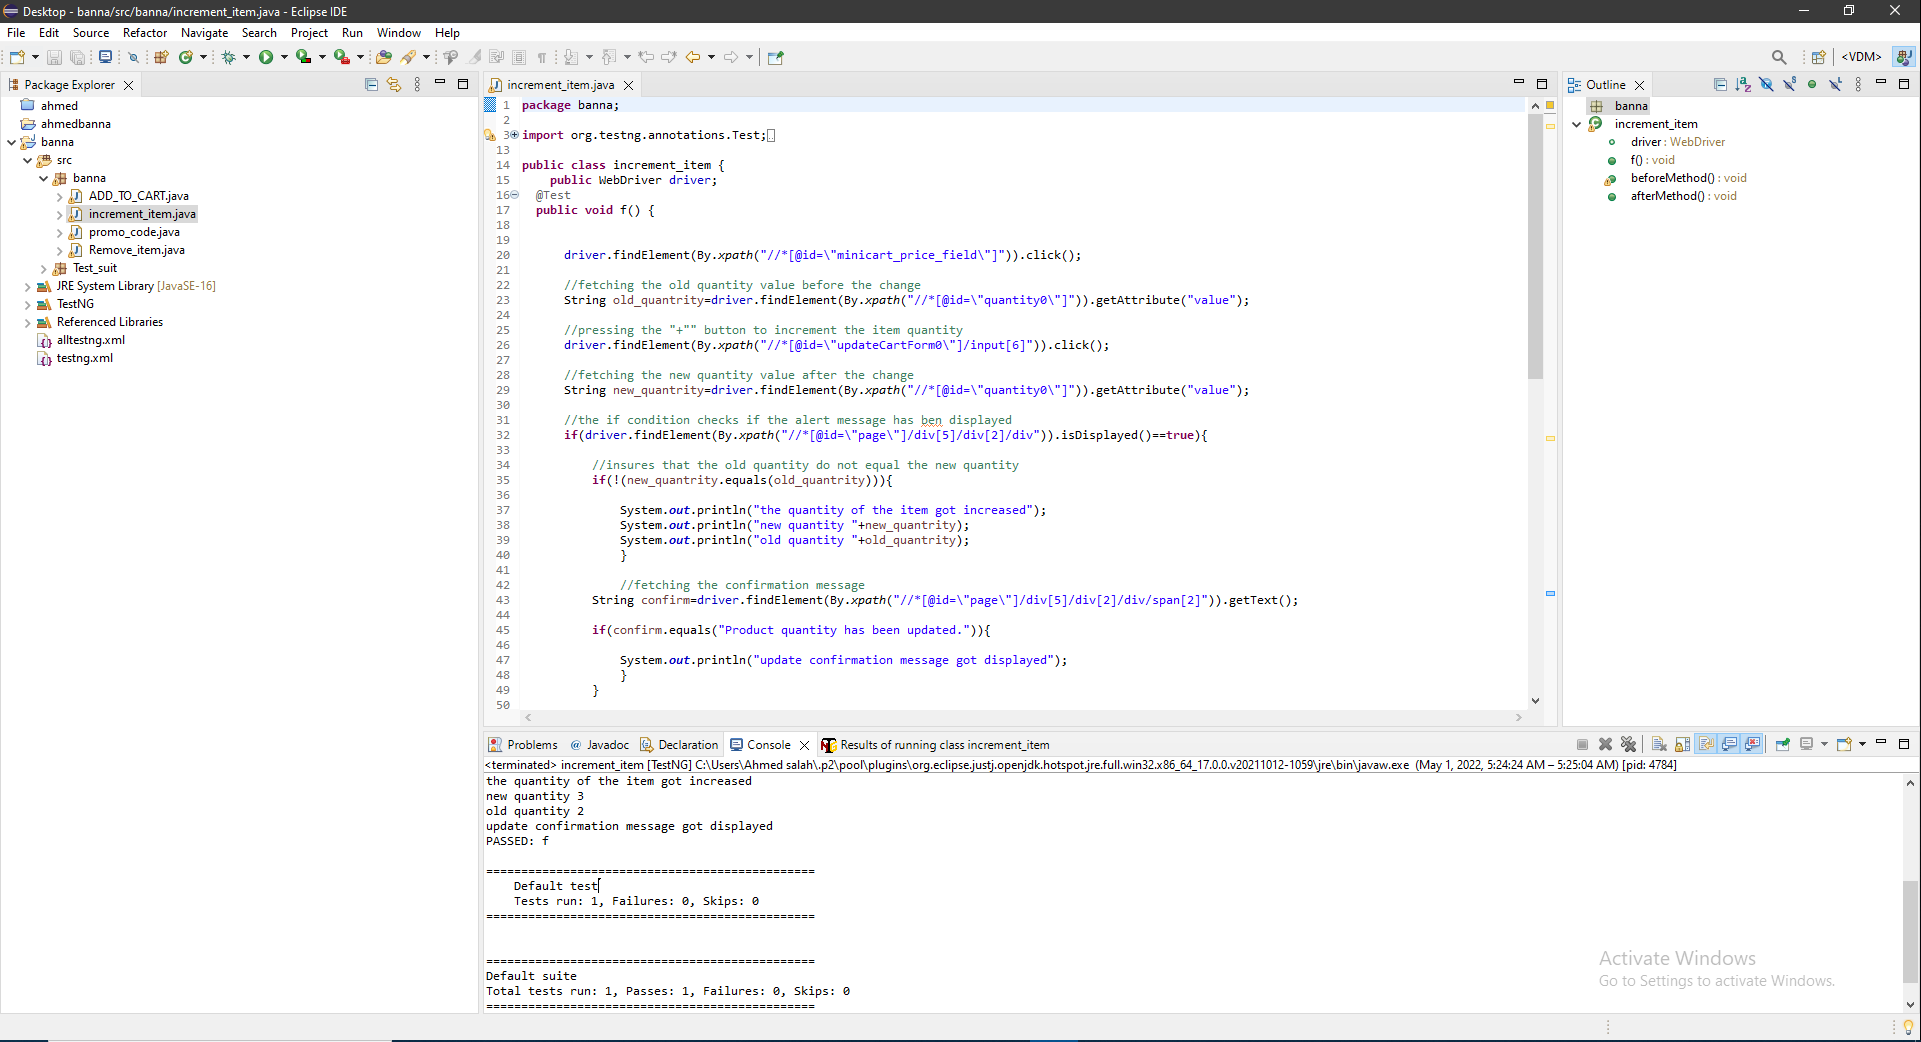 Desktop - banna/src/banna/increment_item.java - Eclipse IDE
File Edit Source Refactor Navigate Search Project Run Window Help
<VDM>
Package Explorer
ahmed
ahmedbanna
banna
src
banna
ADD_TO_CART.java
increment_item.java
promo_code.java
Remove_item.java
Test_suit
JRE System Library [JavaSE-16]
TestNG
Referenced Libraries
alltestng.xml
testng.xml
increment_item.java
1 package banna;
2
3 import org.testng.annotations.Test;
13
14 public class increment_item {
15 public WebDriver driver;
16 @Test
17 public void f() {
18
19
20 driver.findElement(By.xpath("//*[@id=\"minicart_price_field\"]")).click();
21
22 //fetching the old quantity value before the change
23 String old_quantrity=driver.findElement(By.xpath("//*[@id=\"quantity0\"]")).getAttribute("value");
24
25 //pressing the "+"" button to increment the item quantity
26 driver.findElement(By.xpath("//*[@id=\"updateCartForm0\"]/input[6]")).click();
27
28 //fetching the new quantity value after the change
29 String new_quantrity=driver.findElement(By.xpath("//*[@id=\"quantity0\"]")).getAttribute("value");
30
31 //the if condition checks if the alert message has ben displayed
32 if(driver.findElement(By.xpath("//*[@id=\"page\"]/div[5]/div[2]/div")).isDisplayed()==true){
33
34 //insures that the old quantity do not equal the new quantity
35 if(!(new_quantrity.equals(old_quantrity))){
36
37 System.out.println("the quantity of the item got increased");
38 System.out.println("new quantity "+new_quantrity);
39 System.out.println("old quantity "+old_quantrity);
40 }
41
42 //fetching the confirmation message
43 String confirm=driver.findElement(By.xpath("//*[@id=\"page\"]/div[5]/div[2]/div/span[2]")).getText();
44
45 if(confirm.equals("Product quantity has been updated.")){
46
47 System.out.println("update confirmation message got displayed");
48 }
49 }
50
Outline
banna
increment_item
driver : WebDriver
f() : void
beforeMethod() : void
afterMethod() : void
Problems @ Javadoc Declaration Console Results of running class increment_item
<terminated> increment_item [TestNG] C:\Users\Ahmed salah\.p2\pool\plugins\org.eclipse.justj.openjdk.hotspot.jre.full.win32.x86_64_17.0.0.v20211012-1059\jre\bin\javaw.exe (May 1, 2022, 5:24:24 AM – 5:25:04 AM) [pid: 4784]
the quantity of the item got increased
new quantity 3
old quantity 2
update confirmation message got displayed
PASSED: f
===============================================
Default test
Tests run: 1, Failures: 0, Skips: 0
===============================================
===============================================
Default suite
Total tests run: 1, Passes: 1, Failures: 0, Skips: 0
===============================================
Activate Windows
Go to Settings to activate Windows.